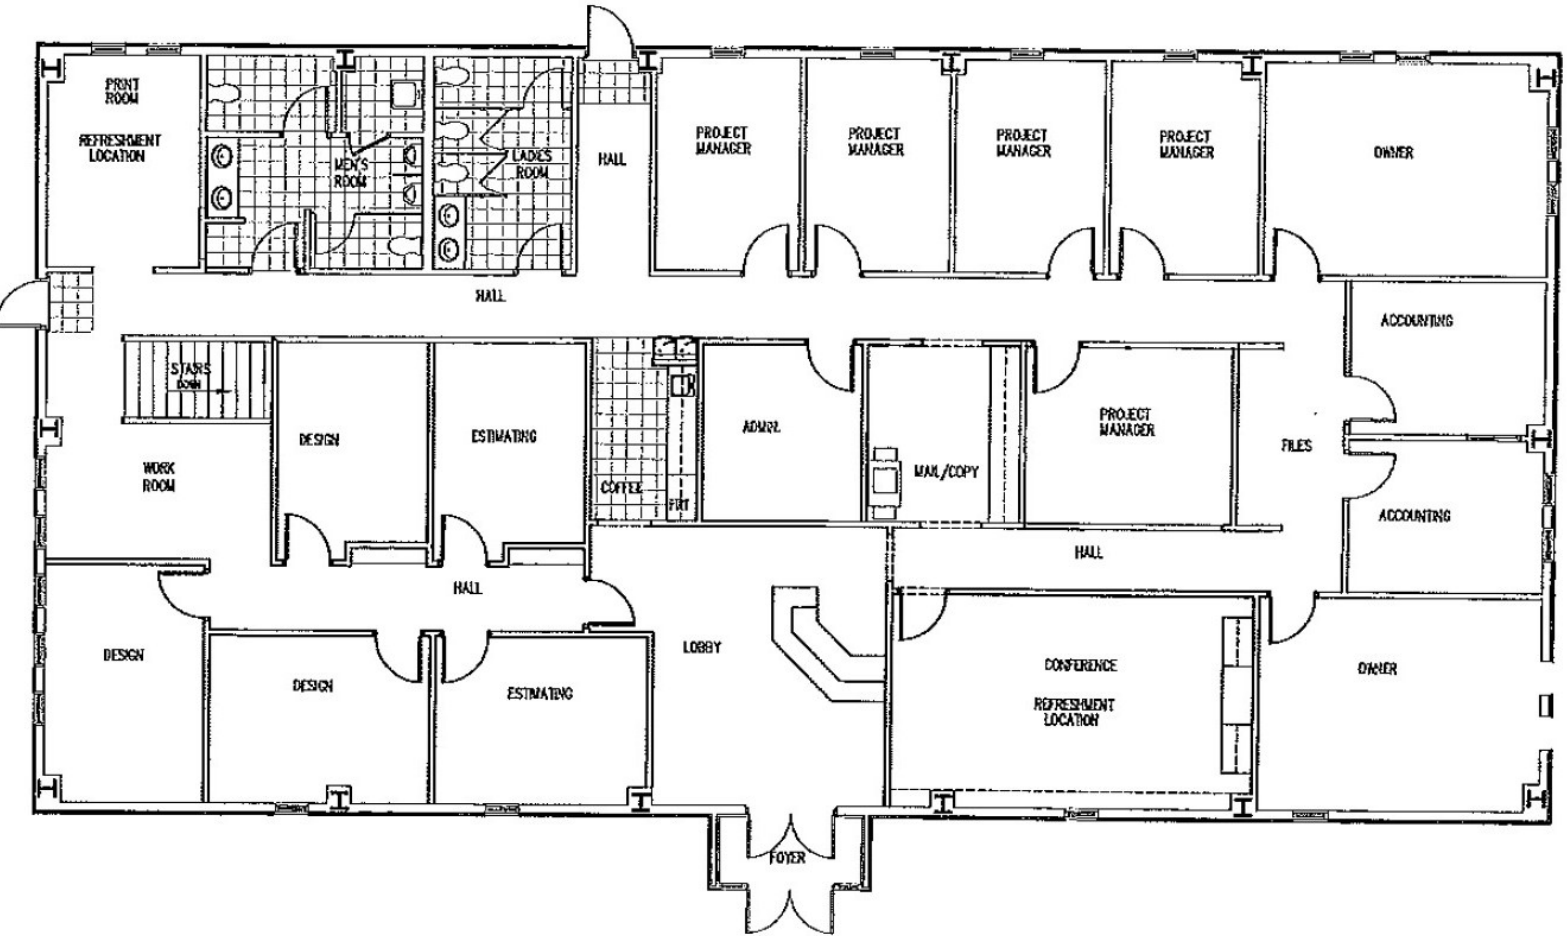 PRINT
ROOM
REFRESHMENT
LOCATION
MEN'S
ROOM
LADIES
ROOM
HALL
PROJECT
MANAGER
PROJECT
MANAGER
PROJECT
MANAGER
PROJECT
MANAGER
OWNER
HALL
ACCOUNTING
STAIRS
DOWN
DESIGN
ESTIMATING
COFFEE
ADMIN.
MAIL/COPY
PROJECT
MANAGER
FILES
WORK
ROOM
ACCOUNTING
HALL
HALL
DESIGN
DESIGN
ESTIMATING
LOBBY
CONFERENCE
REFRESHMENT
LOCATION
OWNER
FOYER